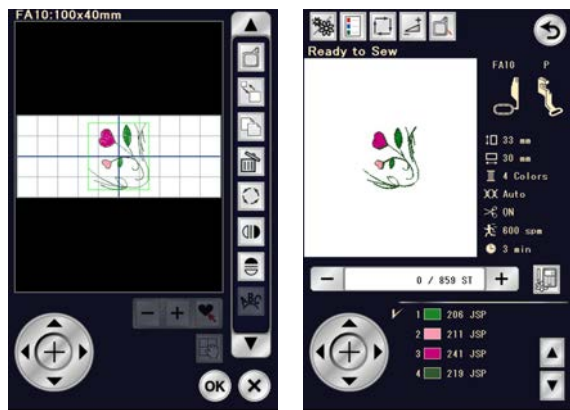 FA10:100x40mm
ABC
OK
Ready to Sew
FA10 P
33 mm
30 mm
4 Colors
Auto
ON
600 spm
3 min
0 / 859 ST
1 206 JSP
2 211 JSP
3 241 JSP
4 219 JSP